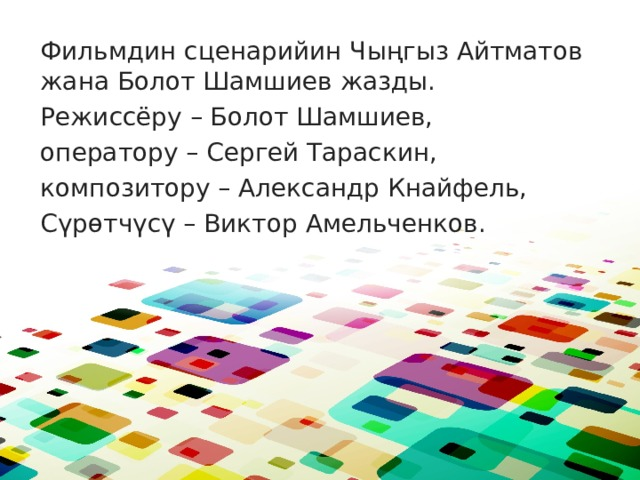 Фильмдин сценарийин Чыңгыз Айтматов
жана Болот Шамшиев жазды.
Режиссёру – Болот Шамшиев,
оператору – Сергей Тараскин,
композитору – Александр Кнайфель,
Сүрөтчүсү – Виктор Амельченков.